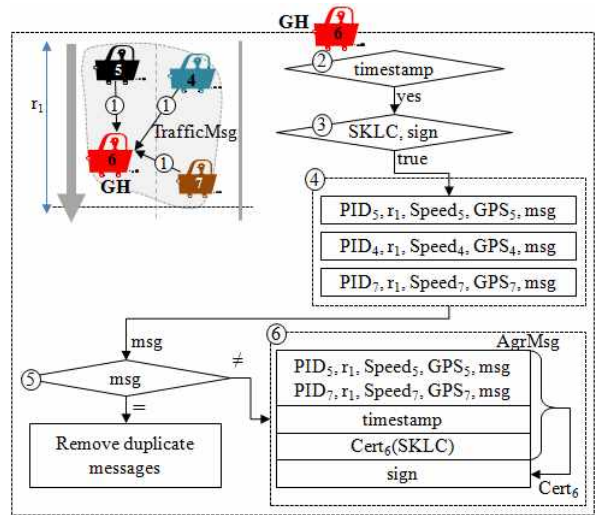 GH 6
② timestamp
yes
③ SKLC, sign
true
r1
5
4
① ① TrafficMsg
6
①
GH
7
④
PID5, r1, Speed5, GPS5, msg
PID4, r1, Speed4, GPS4, msg
PID7, r1, Speed7, GPS7, msg
msg
⑤ msg
≠
=
Remove duplicate
messages
⑥
AgrMsg
PID5, r1, Speed5, GPS5, msg
PID7, r1, Speed7, GPS7, msg
timestamp
Cert6(SKLC)
sign
Cert6